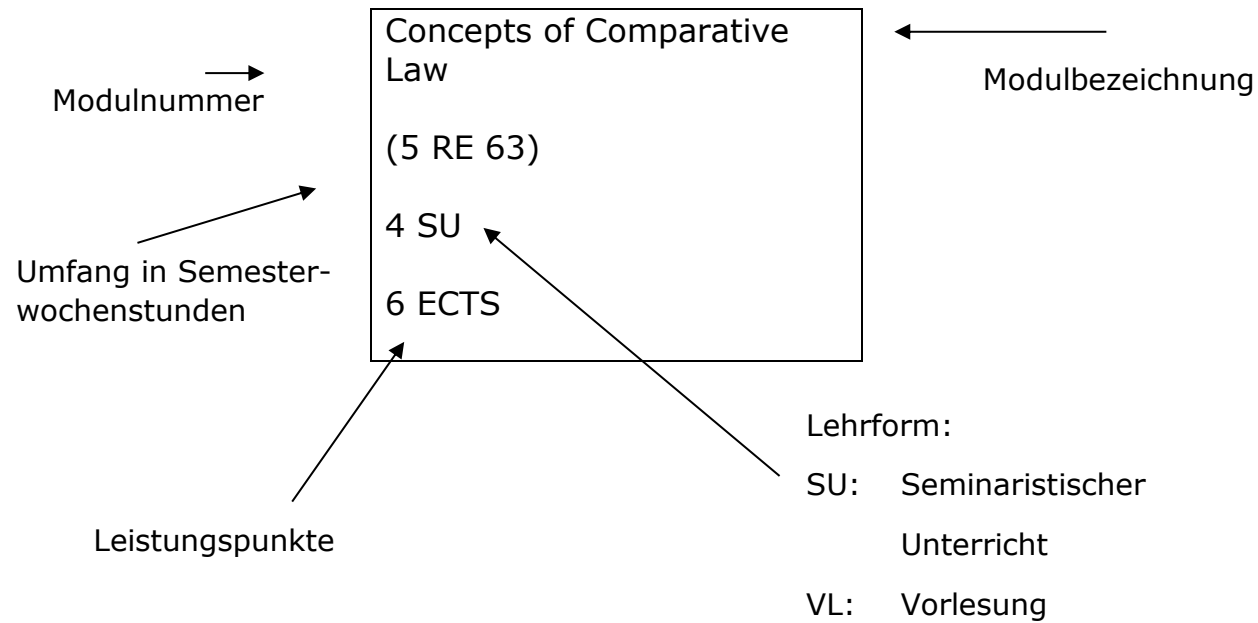 Concepts of Comparative
Law
(5 RE 63)
4 SU
6 ECTS
Modulnummer
Modulbezeichnung
Umfang in Semester-
wochenstunden
Leistungspunkte
Lehrform:
SU: Seminaristischer
Unterricht
VL: Vorlesung